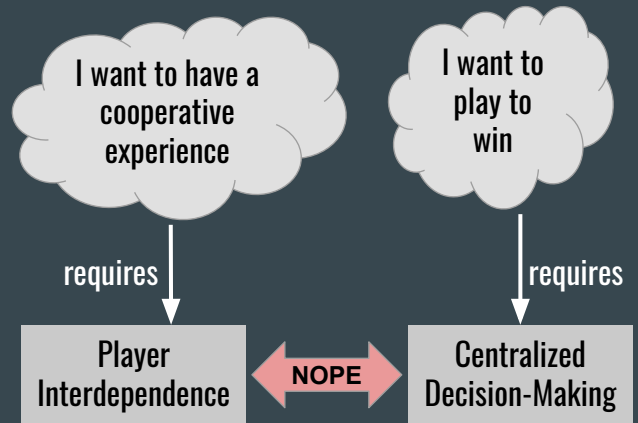 I want to have a
cooperative
experience
I want to
play to
win
requires
requires
Player
Interdependence
NOPE
Centralized
Decision-Making